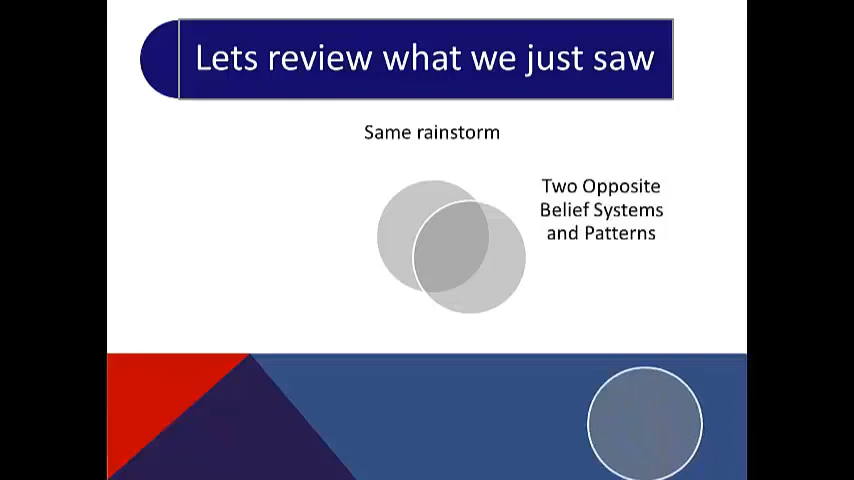 Lets review what we just saw
Same rainstorm
Two Opposite
Belief Systems
and Patterns